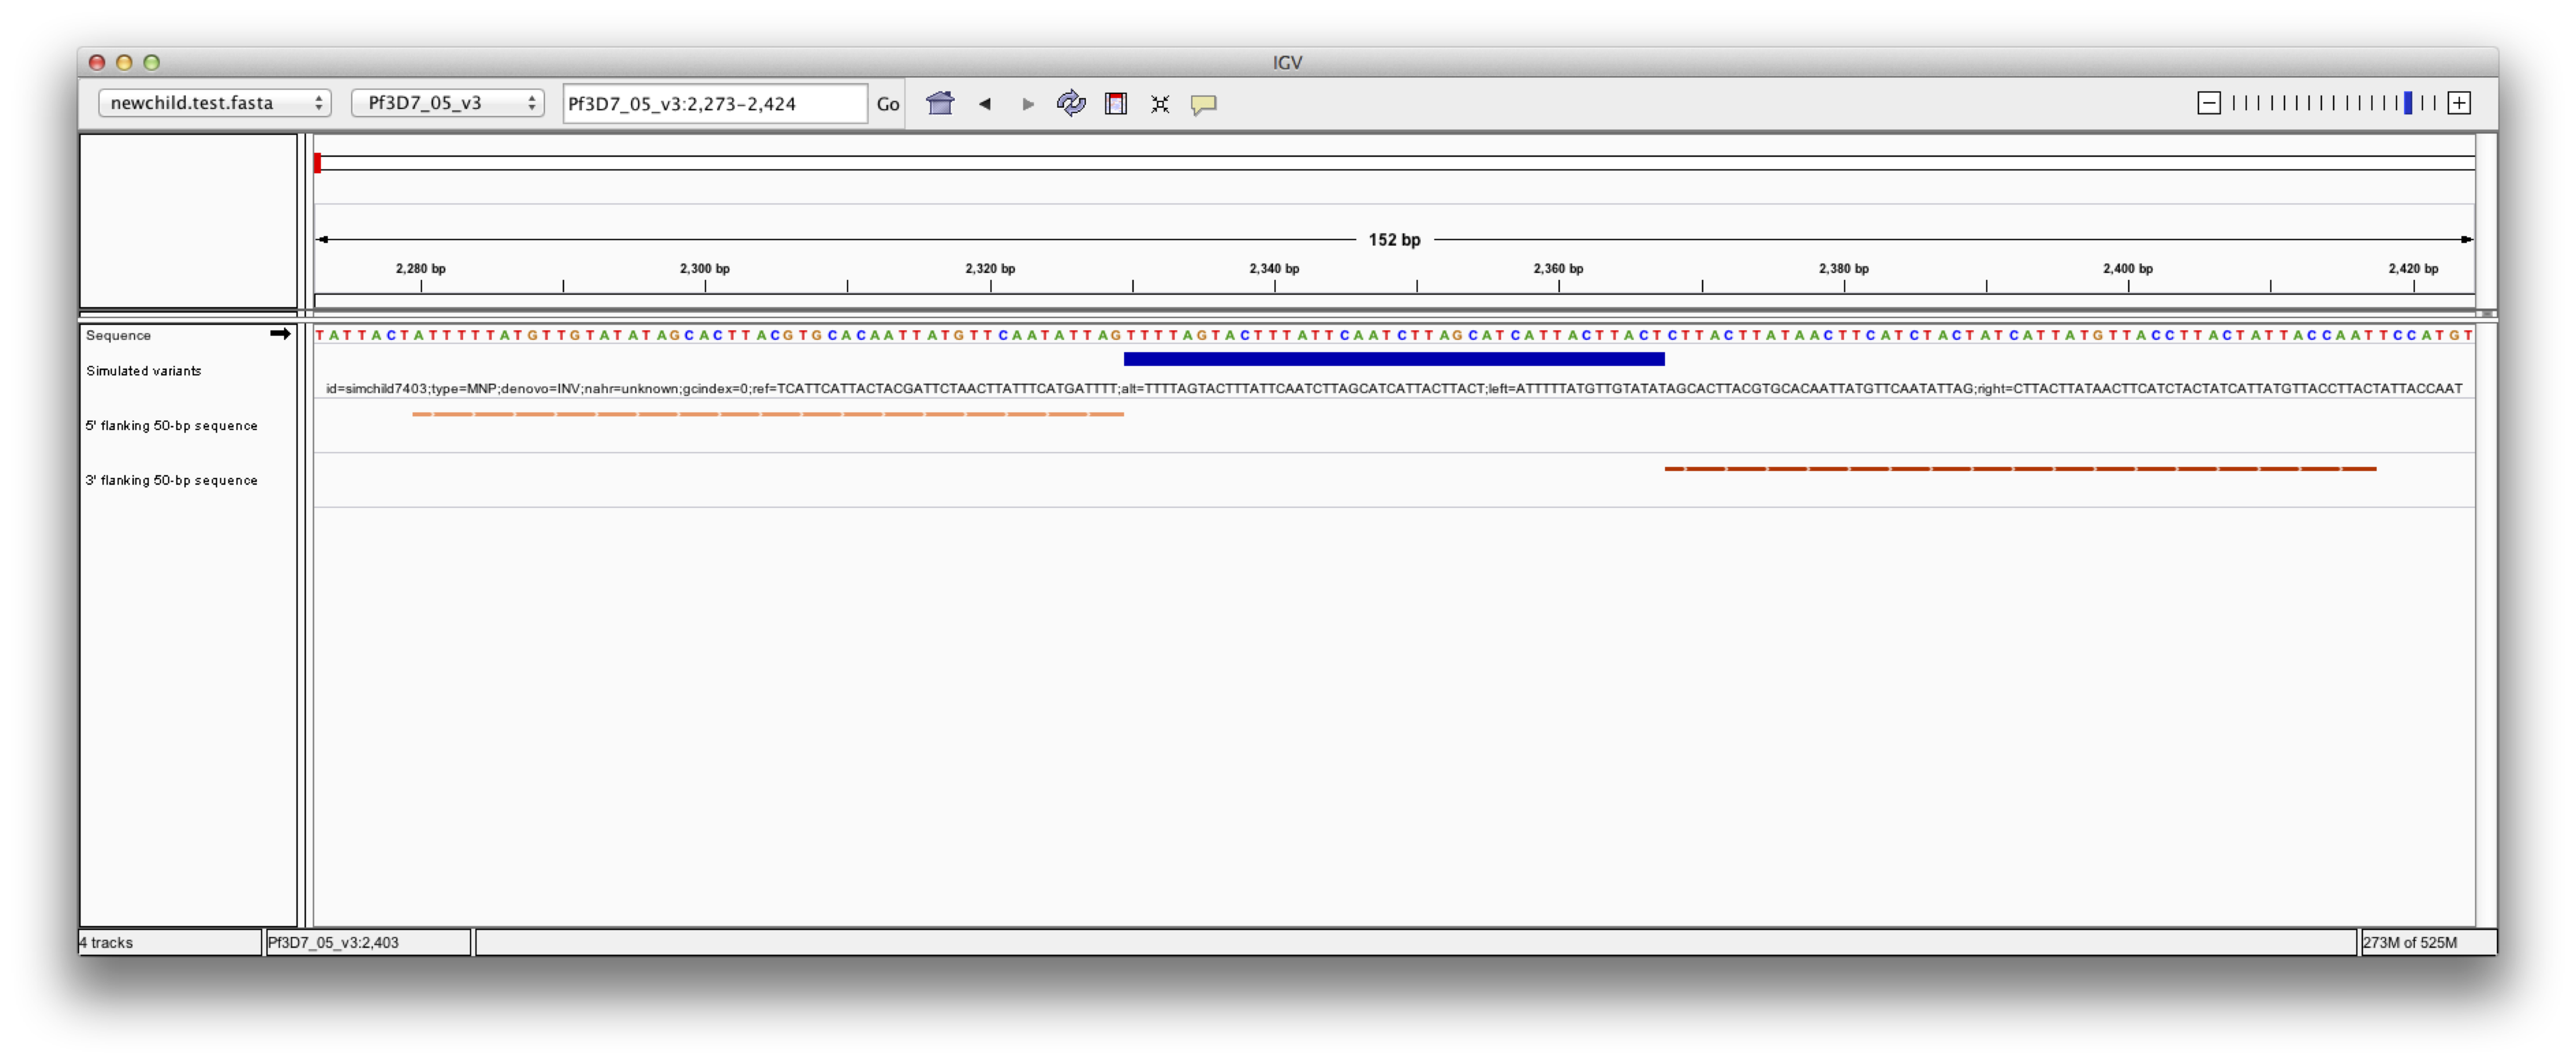 IGV
newchild.test.fasta Pf3D7_05_v3 Pf3D7_05_v3:2,273-2,424 Go
152 bp
2,280 bp 2,300 bp 2,320 bp 2,340 bp 2,360 bp 2,380 bp 2,400 bp 2,420 bp
Sequence TATTACTATTTTTATGTTGTATATAGCACTTACGTGCACAATTATGTTCAATATTAGTTTTAGTACTTTATTCAATCTTAGCATCATTACTTACTCTTACTTATAACTTCATCTACTATCATTATGTTACCTTACTATTACCAATTCCATGT
Simulated variants
id=simchild7403;type=MNP;denovo=INV;nahr=unknown;gcindex=0;ref=TCATTCATTACTACGATTCTAACTTATTTCATGATTTT;alt=TTTTAGTACTTTATTCAATCTTAGCATCATTACTTACT;left=ATTTTTATGTTGTATATAGCACTTACGTGCACAATTATGTTCAATATTAG;right=CTTACTTATAACTTCATCTACTATCATTATGTTACCTTACTATTACCAAT
5' flanking 50-bp sequence
3' flanking 50-bp sequence
4 tracks Pf3D7_05_v3:2,403 273M of 525M